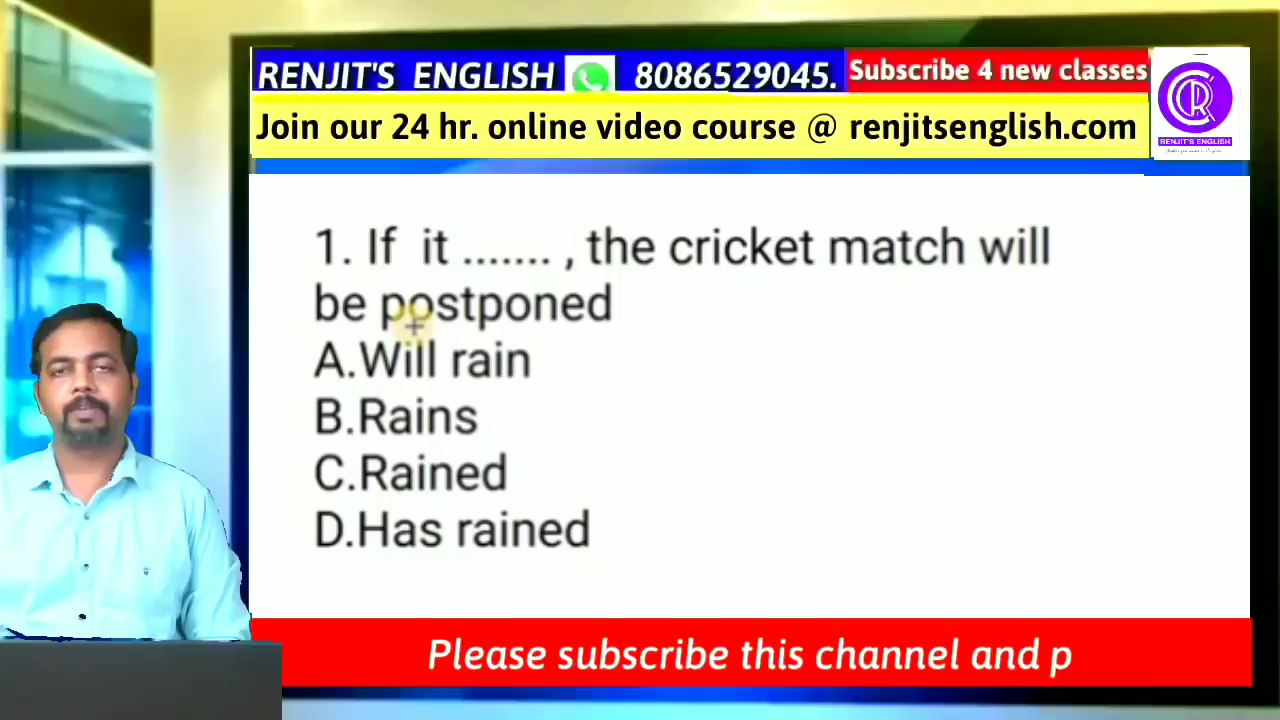 RENJIT'S ENGLISH 8086529045. Subscribe 4 new classes
Join our 24 hr. online video course @ renjitsenglish.com
RENJIT'S ENGLISH
1. If it ....... , the cricket match will
be postponed
A.Will rain
B.Rains
C.Rained
D.Has rained
Please subscribe this channel and p